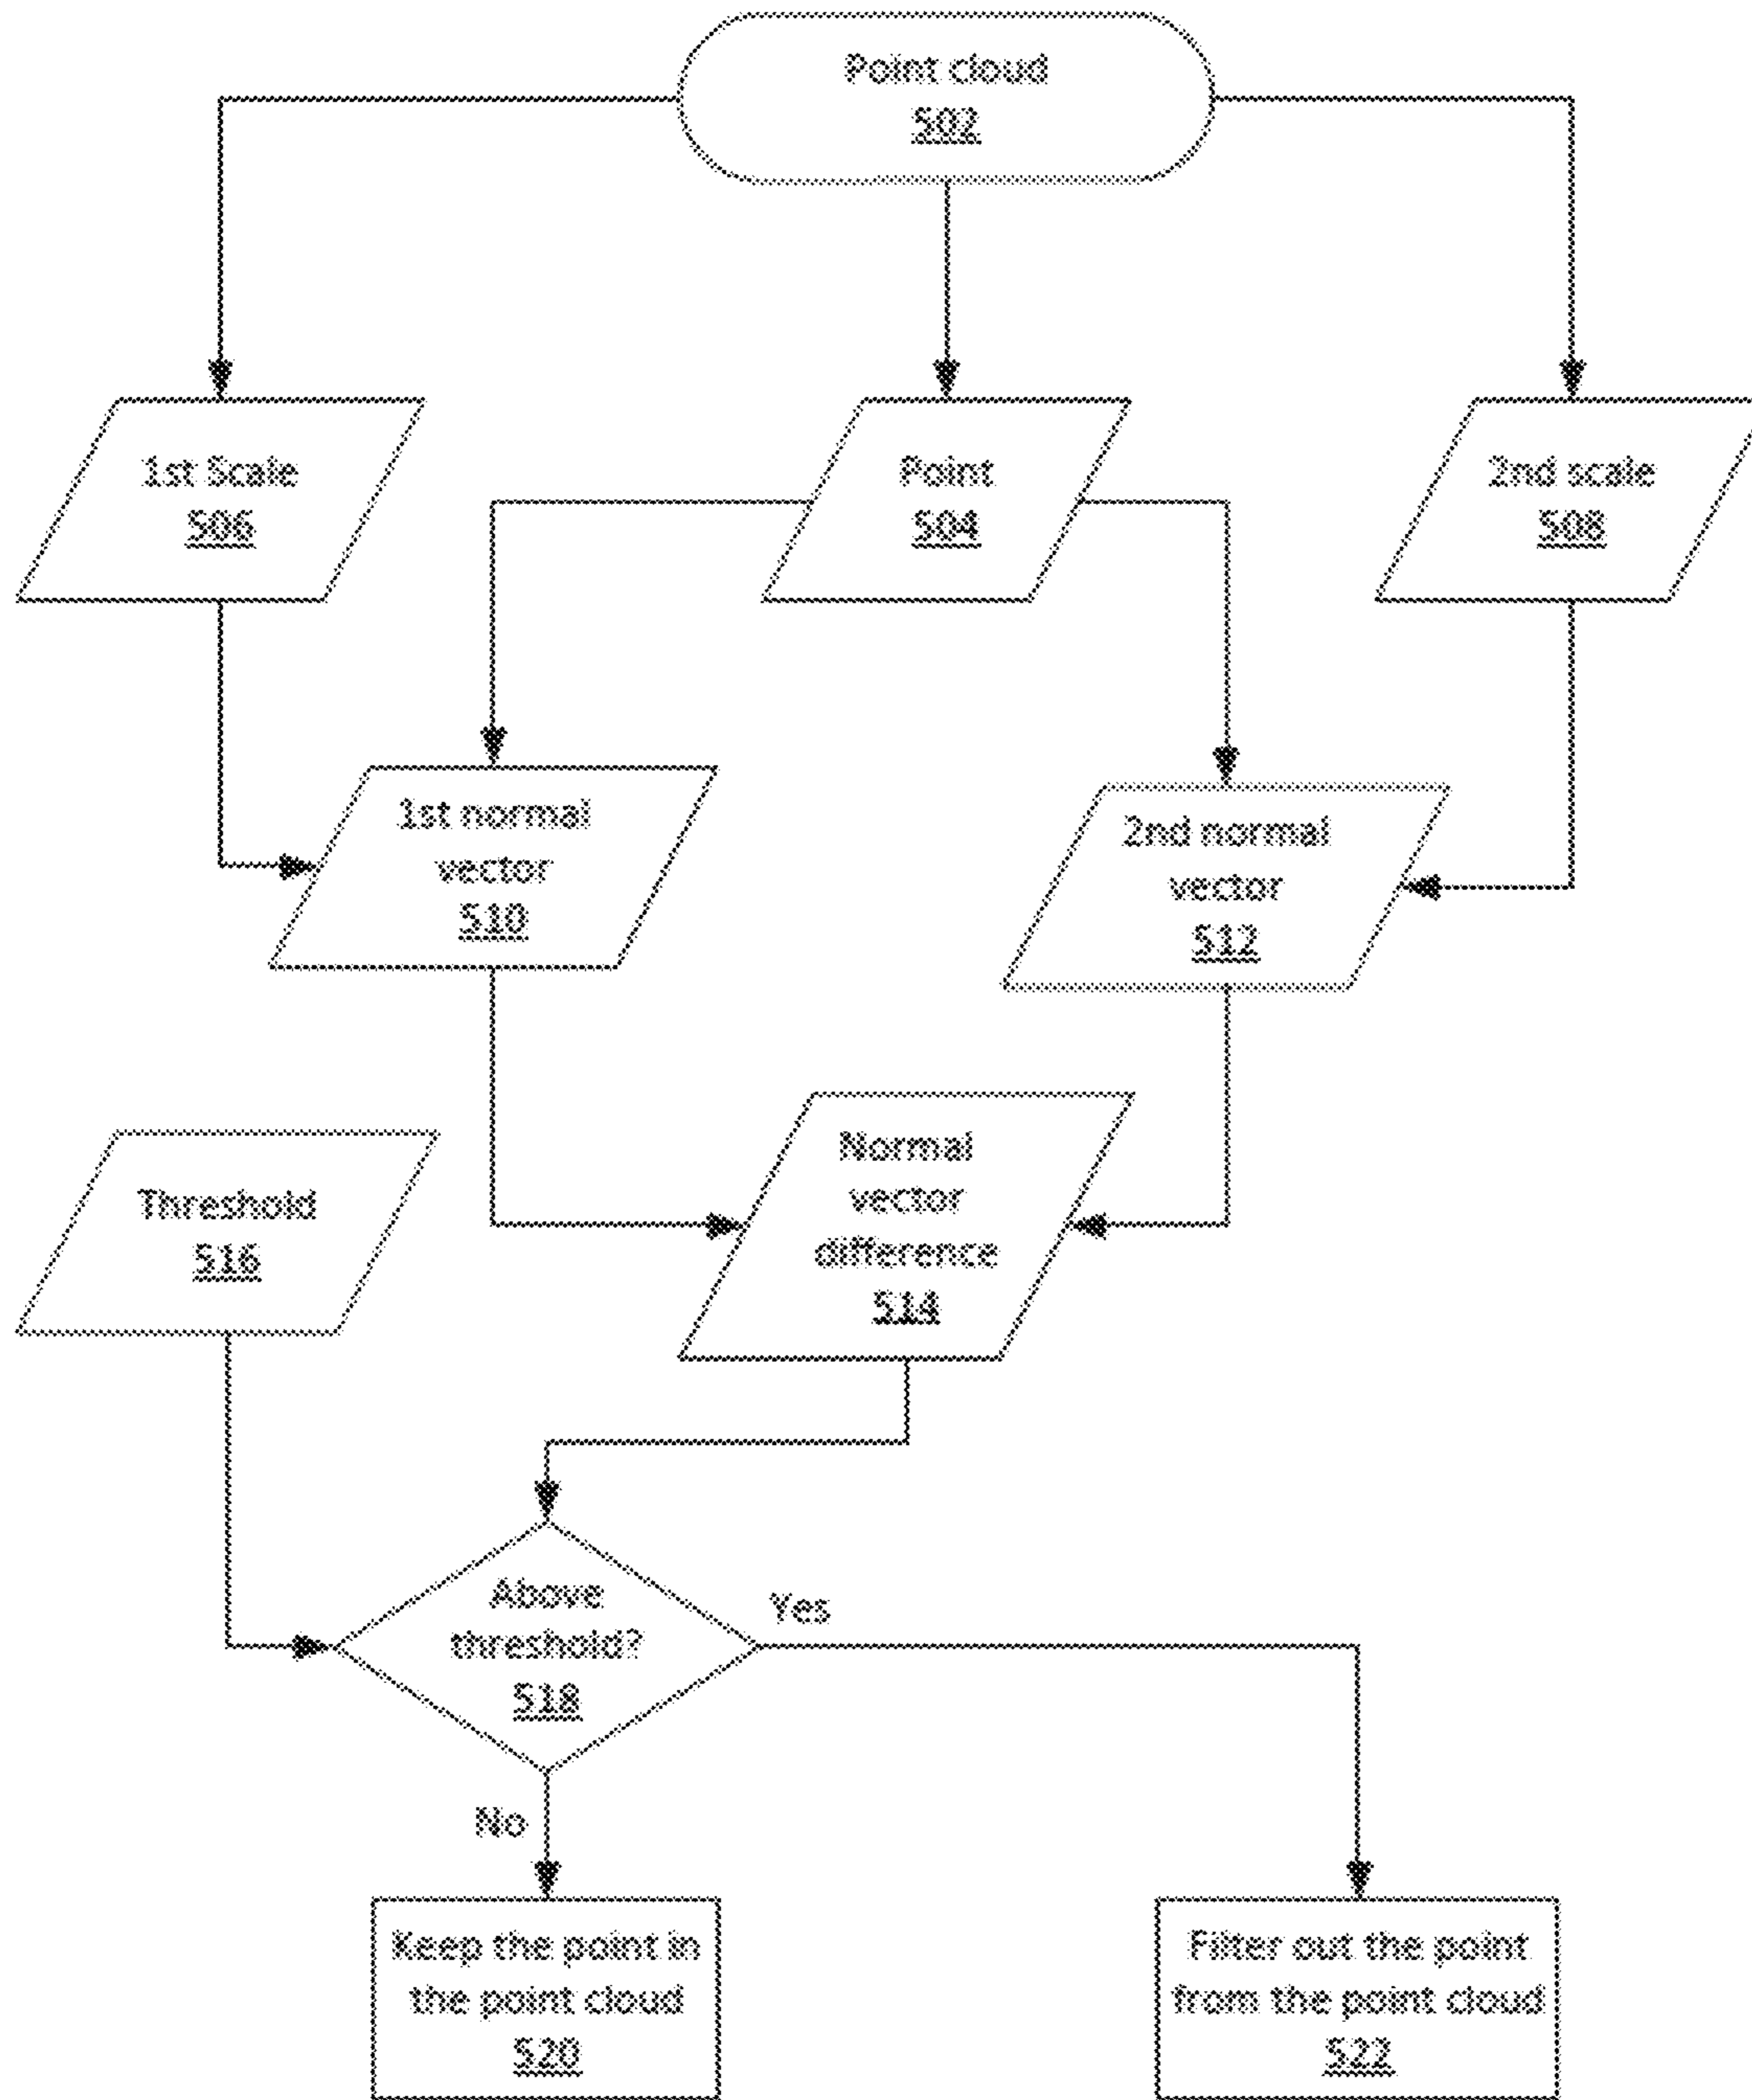 Point cloud
502
1st Scale
506
Point
504
2nd scale
508
1st normal
vector
510
2nd normal
vector
512
Normal
vector
difference
514
Threshold
516
Above
threshold?
518
Yes
No
Keep the point in
the point cloud
520
Filter out the point
from the point cloud
522